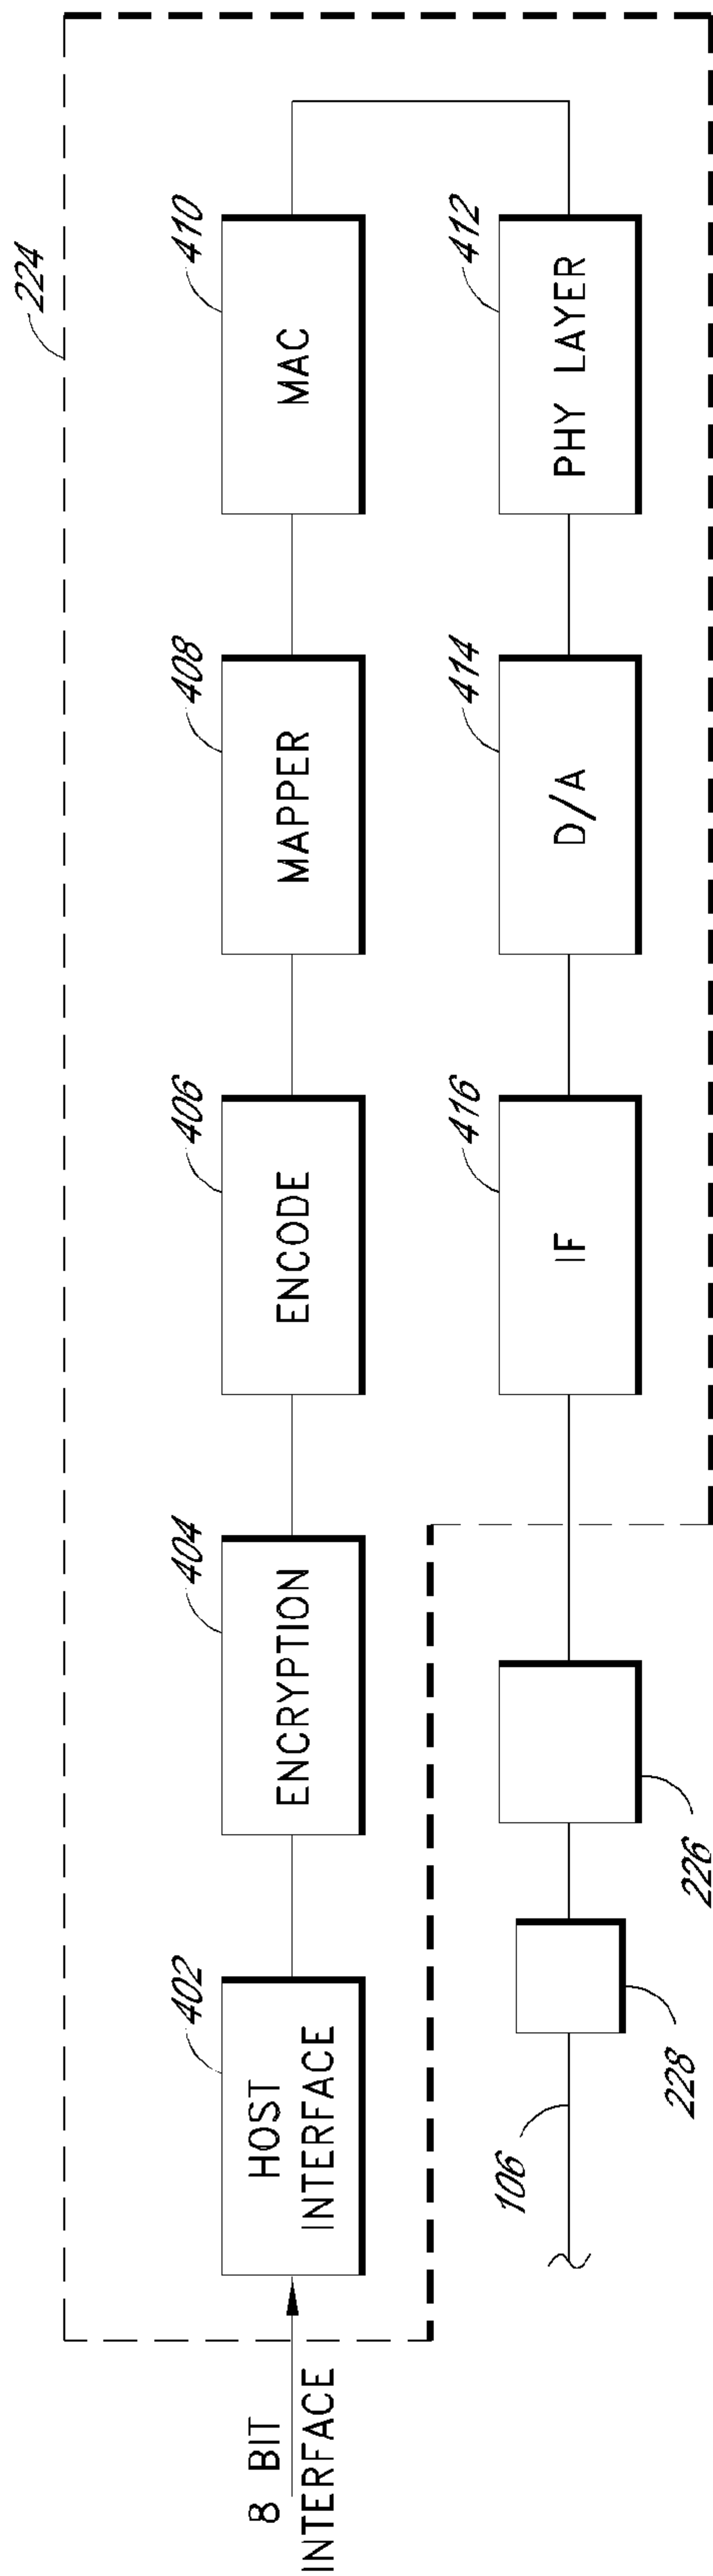 224
402
404
406
408
410
8 BIT
INTERFACE
HOST
INTERFACE
ENCRYPTION
ENCODE
MAPPER
MAC
106
228
226
416
414
412
IF
D/A
PHY LAYER